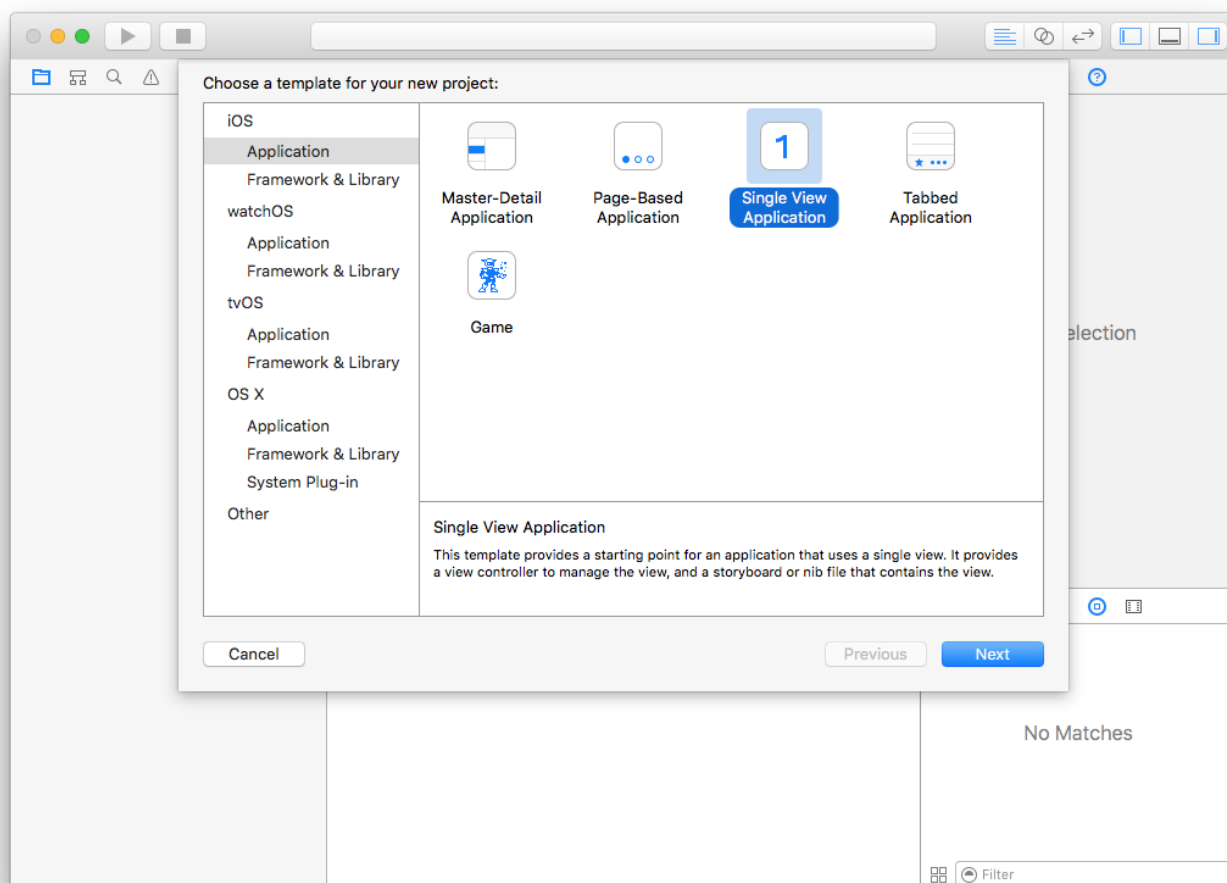 Choose a template for your new project:
iOS
Application
Framework & Library
watchOS
Application
Framework & Library
tvOS
Application
Framework & Library
OS X
Application
Framework & Library
System Plug-in
Other
Master-Detail
Application
Page-Based
Application
1
Single View
Application
Tabbed
Application
Game
Single View Application
This template provides a starting point for an application that uses a single view. It provides
a view controller to manage the view, and a storyboard or nib file that contains the view.
Cancel
Previous
Next
election
No Matches
Filter